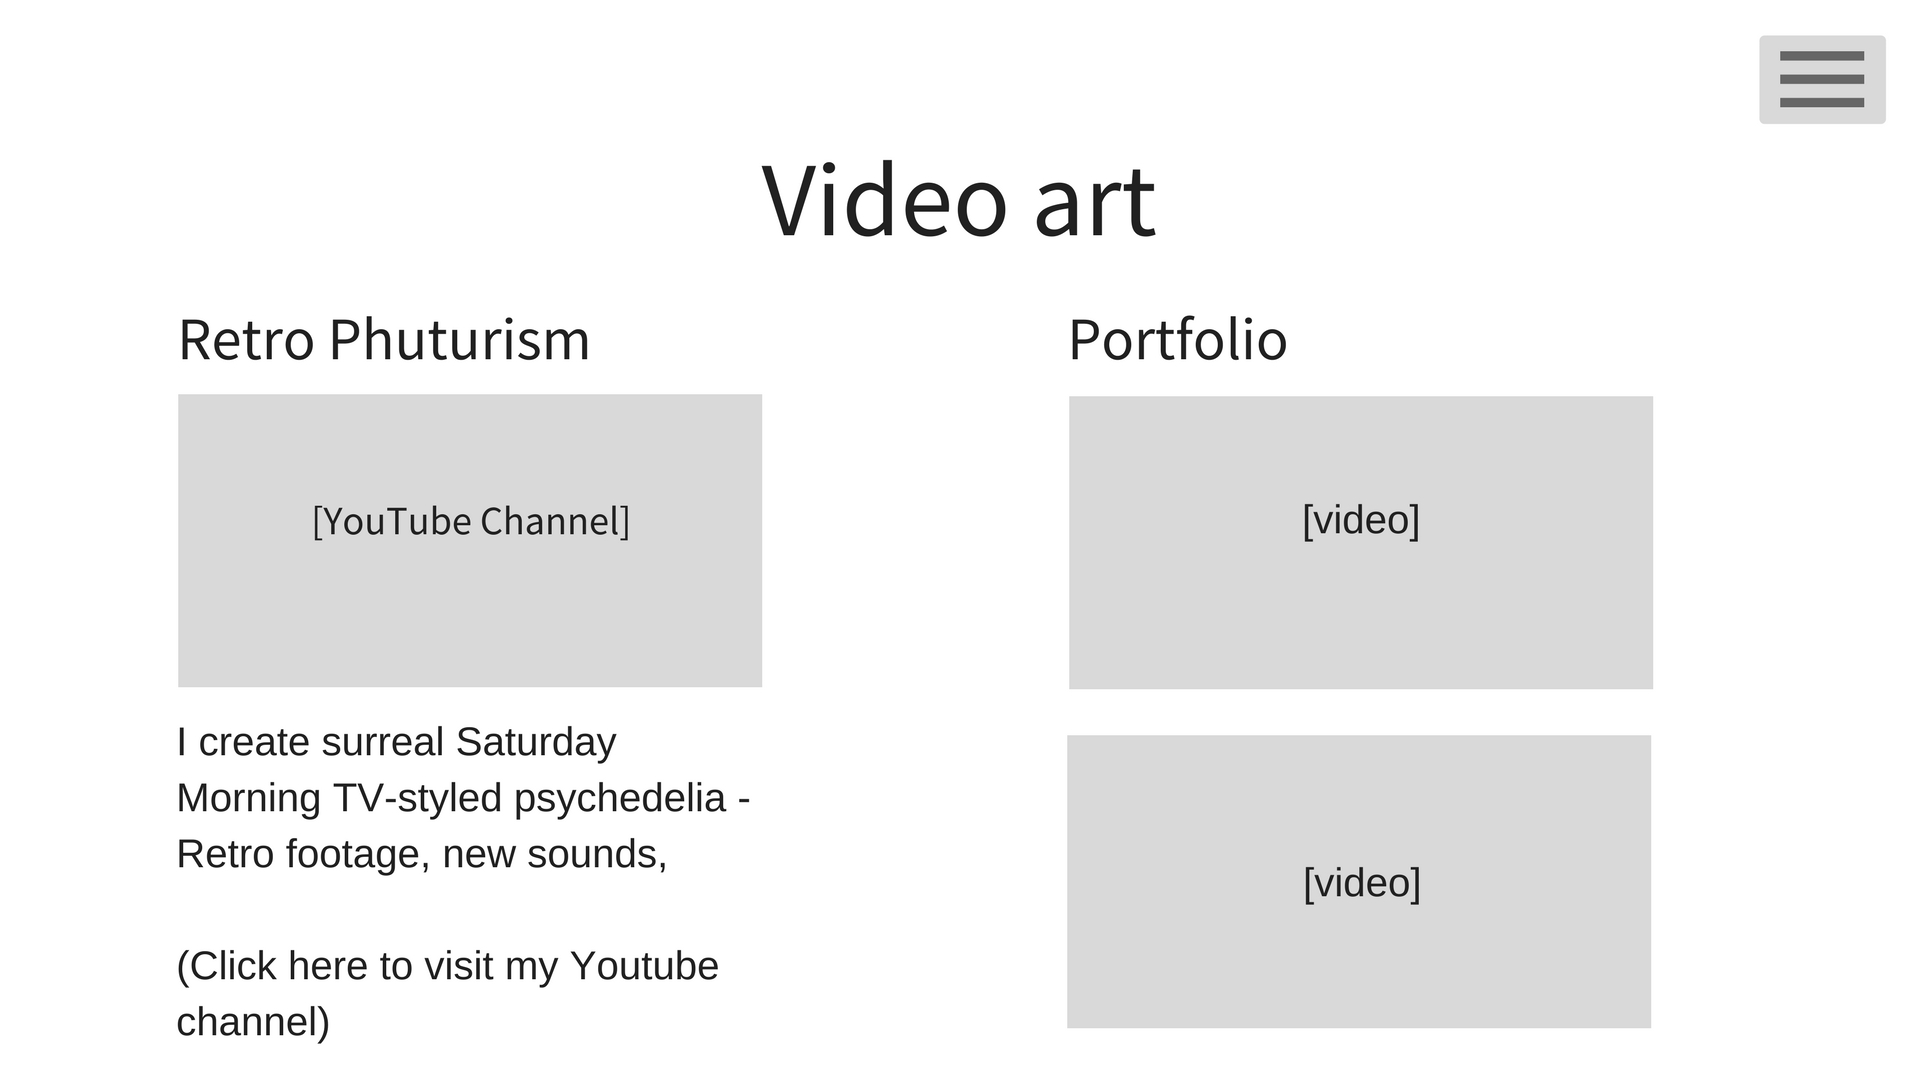 Video art
Retro Phuturism
[YouTube Channel]
I create surreal Saturday
Morning TV-styled psychedelia -
Retro footage, new sounds,
(Click here to visit my Youtube
channel)
Portfolio
[video]
[video]